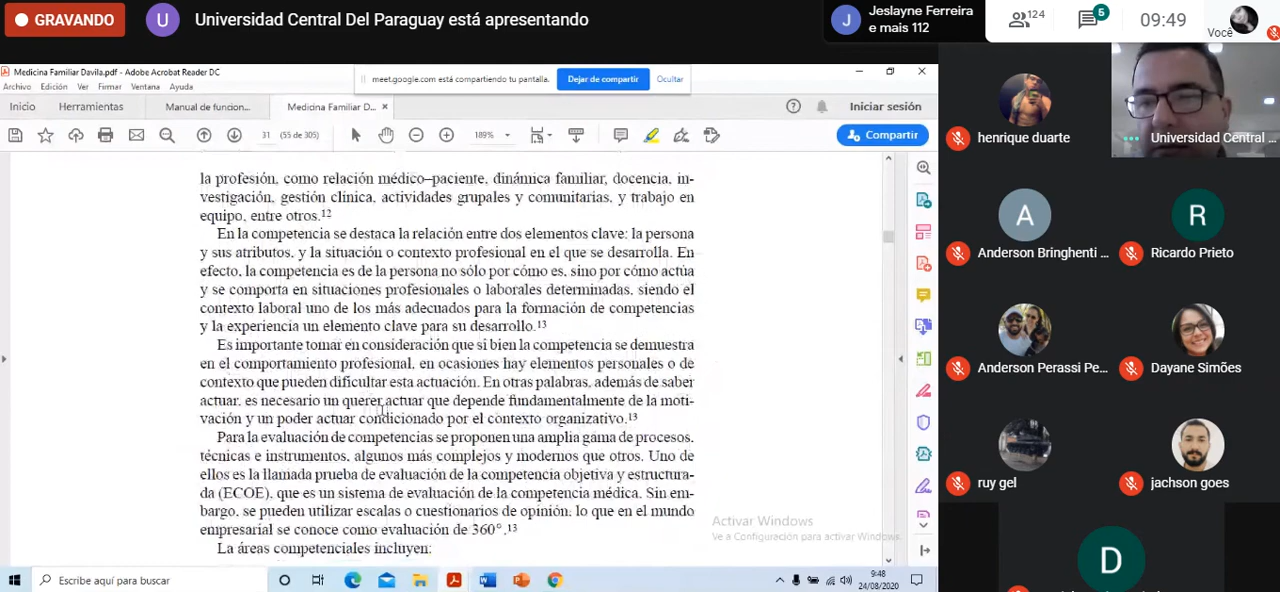 GRAVANDO
U
Universidad Central Del Paraguay está apresentando
J
Jeslayne Ferreira
e mais 112
124
5
09:49
Você
Medicina Familiar Davila.pdf - Adobe Acrobat Reader DC
meet.google.com está compartiendo tu pantalla.
Dejar de compartir
Ocultar
Archivo Edición Ver Firmar Ventana Ayuda
Inicio
Herramientas
Manual de funcion...
Medicina Familiar D...
Iniciar sesión
31 (55 de 305)
189%
Compartir
la profesión, como relación médico–paciente, dinámica familiar, docencia, in-
vestigación, gestión clínica, actividades grupales y comunitarias, y trabajo en
equipo, entre otros.12
En la competencia se destaca la relación entre dos elementos clave: la persona
y sus atributos, y la situación o contexto profesional en el que se desarrolla. En
efecto, la competencia es de la persona no sólo por cómo es, sino por cómo actúa
y se comporta en situaciones profesionales o laborales determinadas, siendo el
contexto laboral uno de los más adecuados para la formación de competencias
y la experiencia un elemento clave para su desarrollo.13
Es importante tomar en consideración que si bien la competencia se demuestra
en el comportamiento profesional, en ocasiones hay elementos personales o de
contexto que pueden dificultar esta actuación. En otras palabras, además de saber
actuar, es necesario un querer actuar que depende fundamentalmente de la moti-
vación y un poder actuar condicionado por el contexto organizativo.13
Para la evaluación de competencias se proponen una amplia gama de procesos,
técnicas e instrumentos, algunos más complejos y modernos que otros. Uno de
ellos es la llamada prueba de evaluación de la competencia objetiva y estructura-
da (ECOE), que es un sistema de evaluación de la competencia médica. Sin em-
bargo, se pueden utilizar escalas o cuestionarios de opinión, lo que en el mundo
empresarial se conoce como evaluación de 360°.13
La áreas competenciales incluyen:
Activar Windows
Ve a Configuración para activar Windows.
Escribe aquí para buscar
9:48
24/08/2020
henrique duarte
Universidad Central ...
A
Anderson Bringhenti ...
R
Ricardo Prieto
Anderson Perassi Pe...
Dayane Simões
ruy gel
jachson goes
D